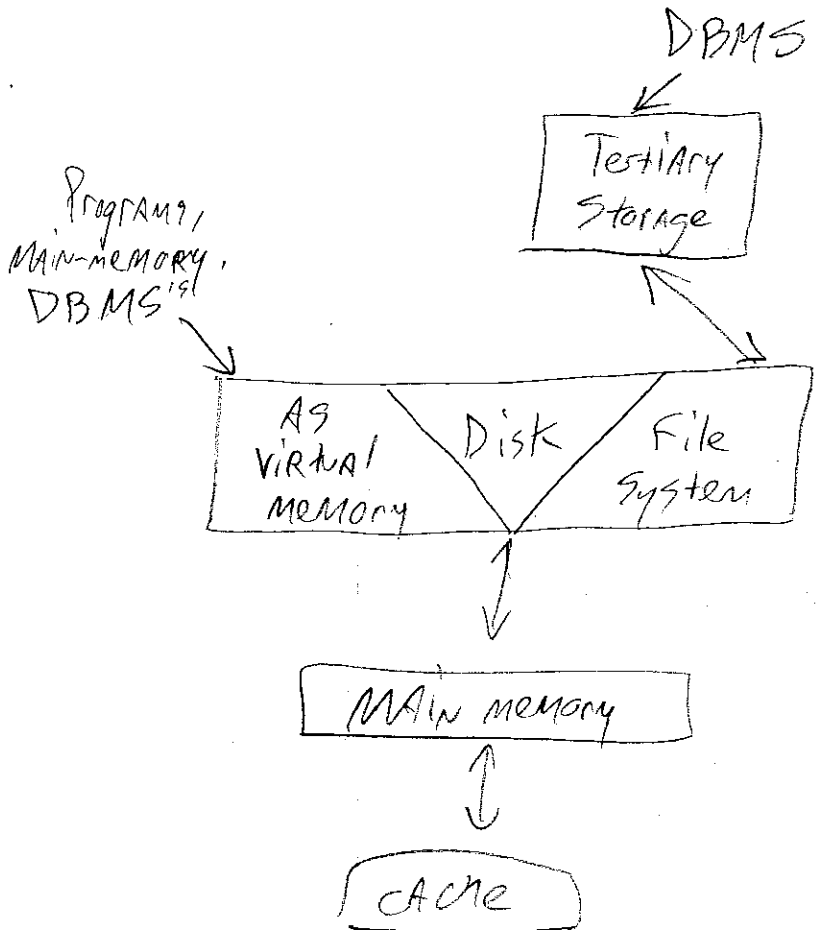 DBMS
Tertiary
Storage
Programs,
Main-memory,
DBMS's
As
Virtual
memory
Disk
File
System
Main memory
cache